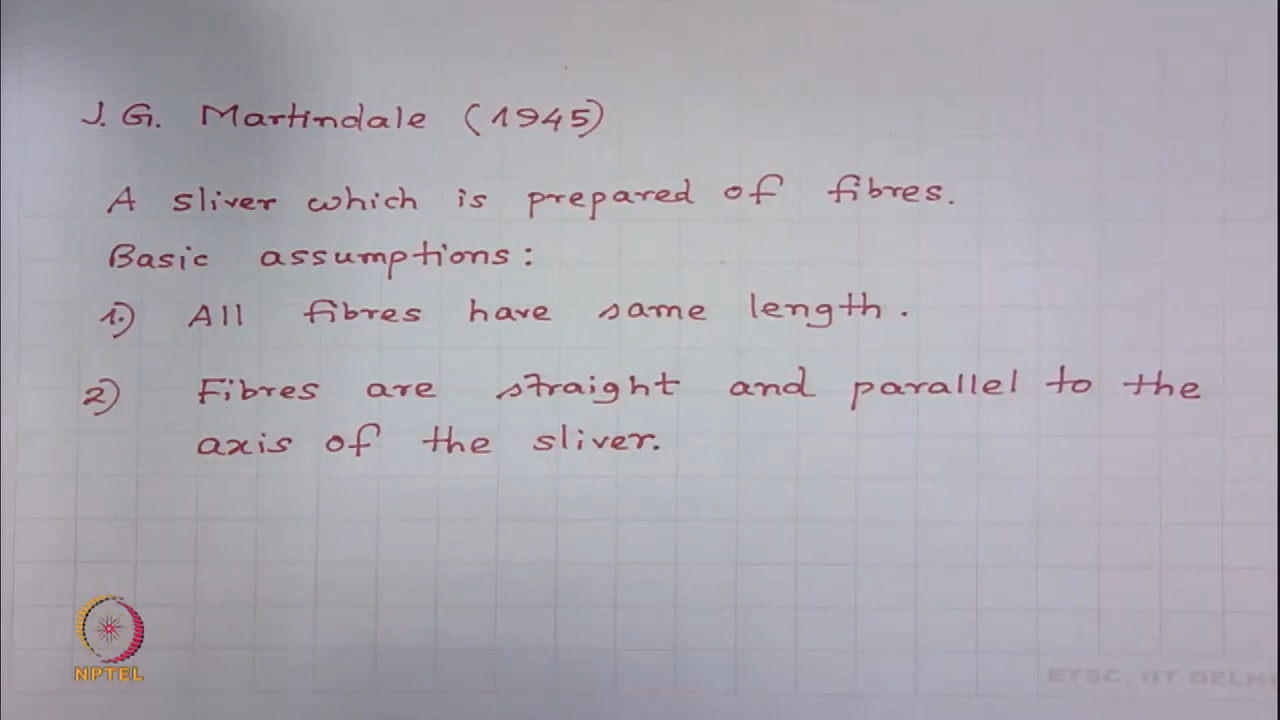 J. G. Martindale (1945)
A sliver which is prepared of fibres.
Basic assumptions:
1.) All fibres have same length.
2) Fibres are straight and parallel to the
axis of the sliver.
NPTEL
ETSC, IIT DELHI